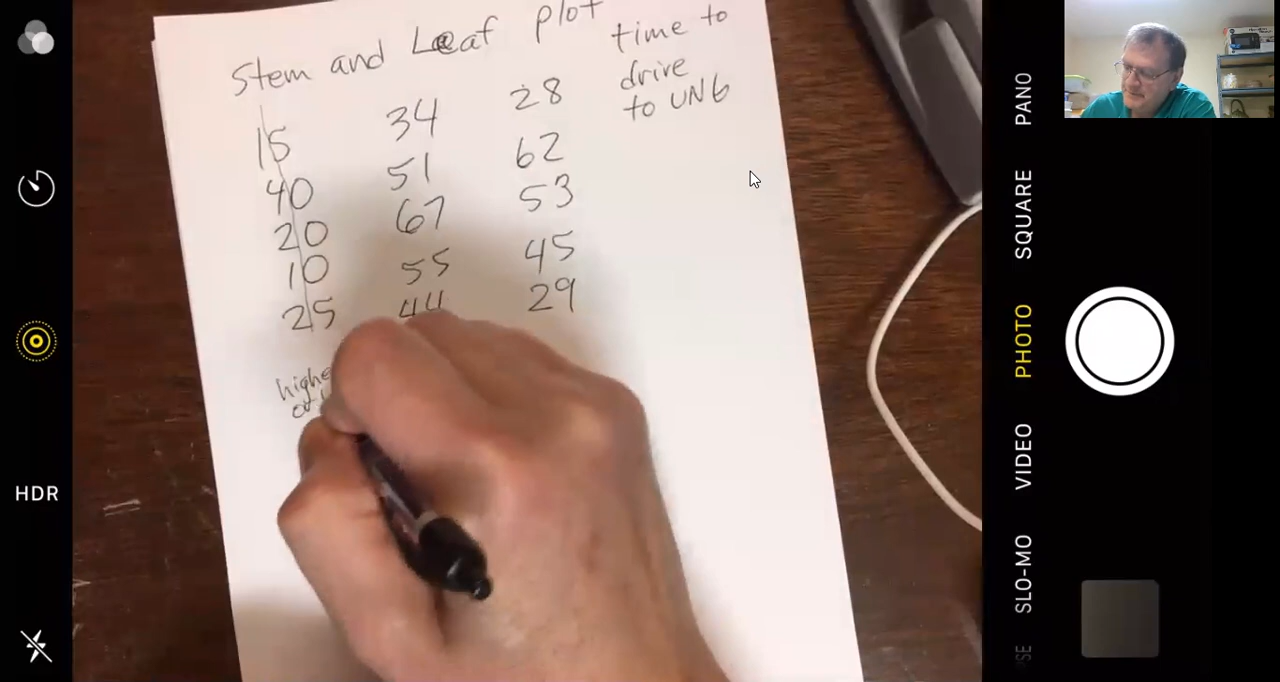 Stem and Leaf plot
time to
drive
to UNG
15 34 28
40 51 62
20 67 53
10 55 45
25 44 29
HDR
PANO
SQUARE
PHOTO
VIDEO
SLO-MO